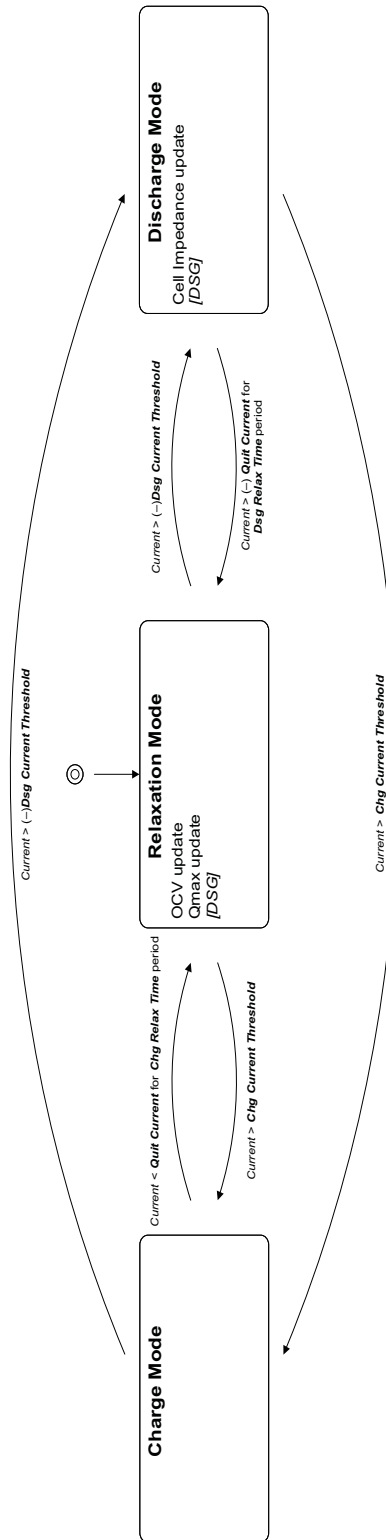 Current > (–)Dsg Current Threshold
Charge Mode
Current < Quit Current for Chg Relax Time period
Current > Chg Current Threshold
Relaxation Mode
OCV update
Qmax update
[DSG]
Current > (–)Dsg Current Threshold
Current > (–) Quit Current for
Dsg Relax Time period
Discharge Mode
Cell Impedance update
[DSG]
Current > Chg Current Threshold